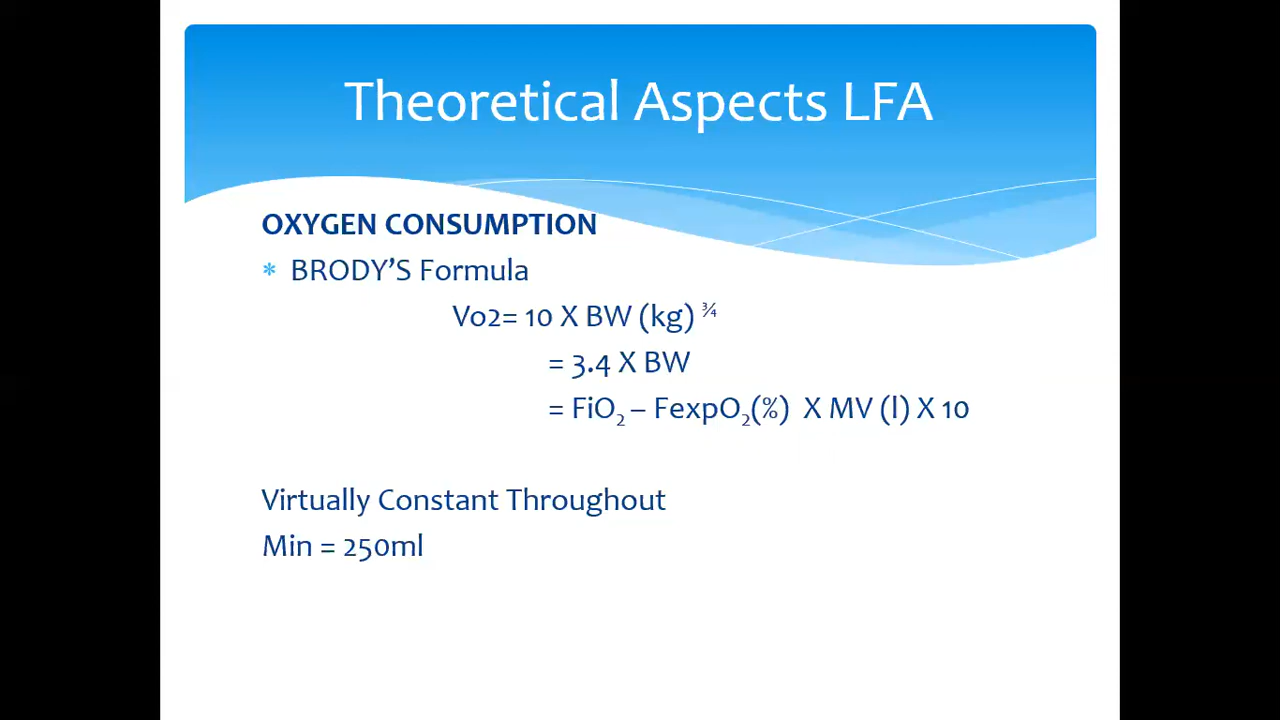 Theoretical Aspects LFA
OXYGEN CONSUMPTION
* BRODY’S Formula
Vo2= 10 X BW (kg) ¾
= 3.4 X BW
= FiO₂ – FexpO₂(%) X MV (l) X 10
Virtually Constant Throughout
Min = 250ml